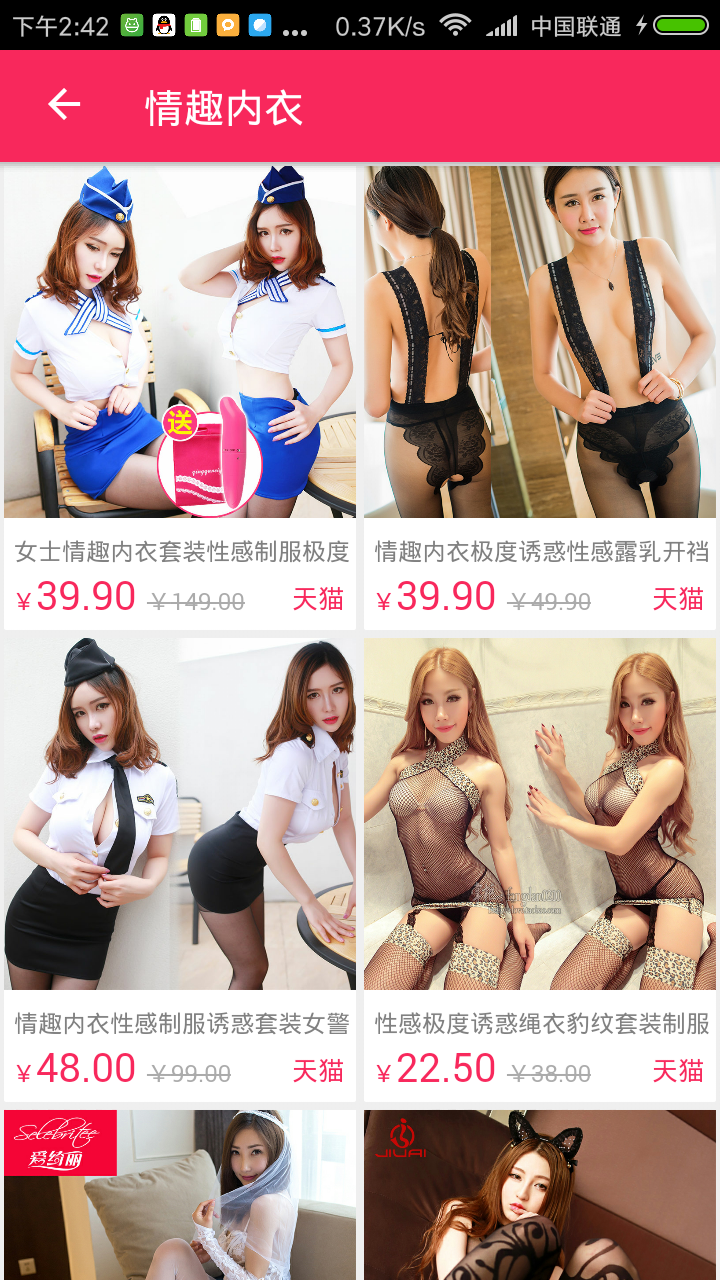 下午2:42
0.37K/s
中国联通
情趣内衣
送
女士情趣内衣套装性感制服极度
¥39.90 ¥149.00 天猫
情趣内衣极度诱惑性感露乳开裆
¥39.90 ¥49.90 天猫
情趣内衣性感制服诱惑套装女警
¥48.00 ¥99.00 天猫
性感极度诱惑绳衣豹纹套装制服
¥22.50 ¥38.00 天猫
Selebritee
爱约丽
JIUAI